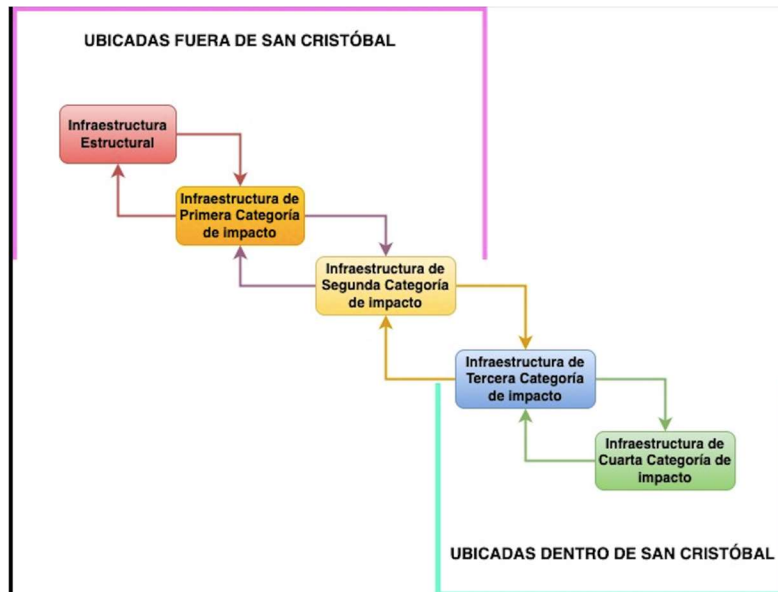 UBICADAS FUERA DE SAN CRISTÓBAL
Infraestructura
Estructural
Infraestructura de
Primera Categoría
de impacto
Infraestructura de
Segunda Categoría
de impacto
Infraestructura de
Tercera Categoría
de impacto
Infraestructura de
Cuarta Categoría de
impacto
UBICADAS DENTRO DE SAN CRISTÓBAL